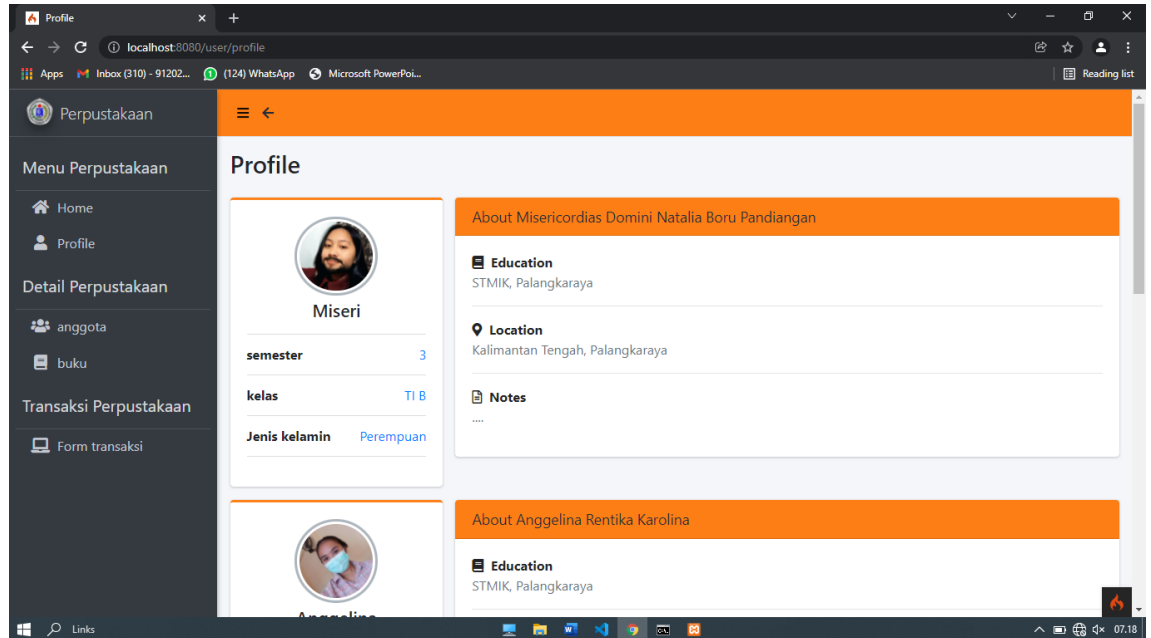 Profile
localhost:8080/user/profile
Apps
Inbox (310) - 91202...
(124) WhatsApp
Microsoft PowerPoi...
Reading list
Perpustakaan
Menu Perpustakaan
Home
Profile
Detail Perpustakaan
anggota
buku
Transaksi Perpustakaan
Form transaksi
Profile
Miseri
semester 3
kelas TI B
Jenis kelamin Perempuan
About Misericordias Domini Natalia Boru Pandiangan
Education
STMIK, Palangkaraya
Location
Kalimantan Tengah, Palangkaraya
Notes
....
About Anggelina Rentika Karolina
Education
STMIK, Palangkaraya
Links
07.18